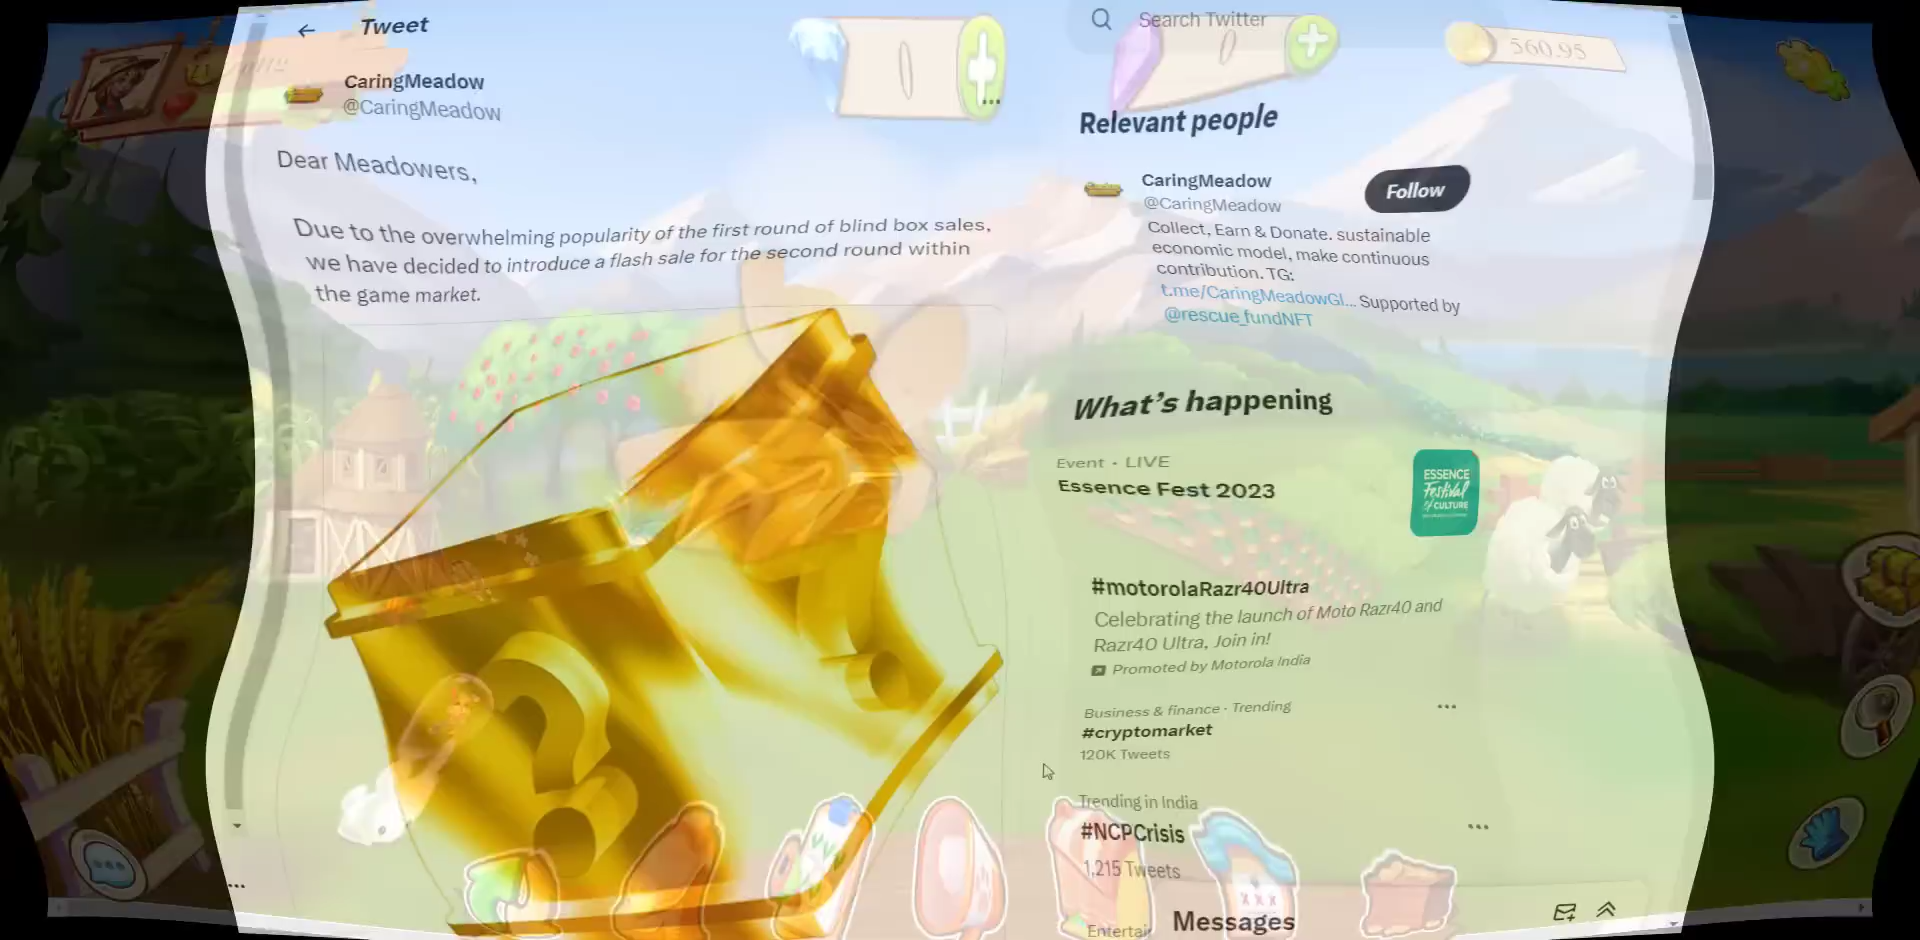 Tweet
CaringMeadow
@CaringMeadow
Dear Meadowers,
Due to the overwhelming popularity of the first round of blind box sales,
we have decided to introduce a flash sale for the second round within
the game market.
0
0
560.95
Search Twitter
Relevant people
CaringMeadow
@CaringMeadow
Follow
Collect, Earn & Donate. sustainable
economic model, make continuous
contribution. TG:
t.me/CaringMeadowGl... Supported by
@rescue_fundNFT
What's happening
Event · LIVE
Essence Fest 2023
ESSENCE
Festival
of CULTURE
#motorolaRazr40Ultra
Celebrating the launch of Moto Razr40 and
Razr40 Ultra, Join in!
Promoted by Motorola India
Business & finance · Trending
#cryptomarket
120K Tweets
Trending in India
#NCPCrisis
1,215 Tweets
Messages